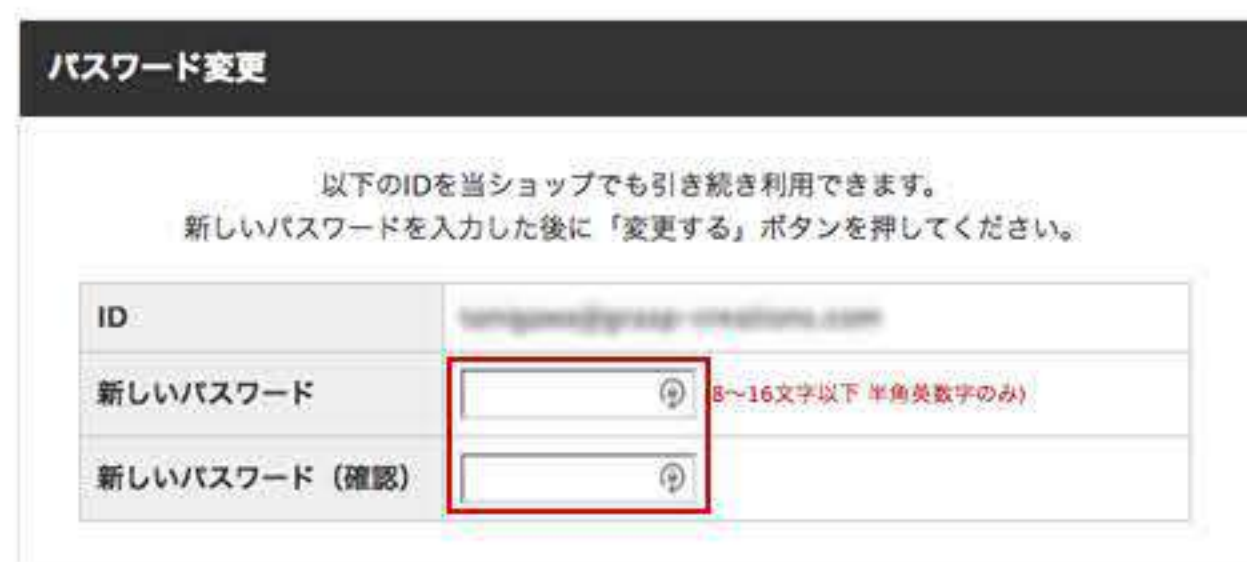 パスワード変更
以下のIDを当ショップでも引き続き利用できます。
新しいパスワードを入力した後に「変更する」ボタンを押してください。
ID
新しいパスワード 8〜16文字以下 半角英数字のみ)
新しいパスワード（確認）